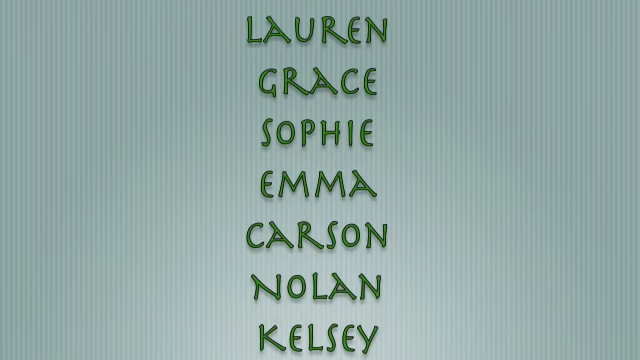 LAUREN
GRACE
SOPHIE
EMMA
CARSON
NOLAN
KELSEY